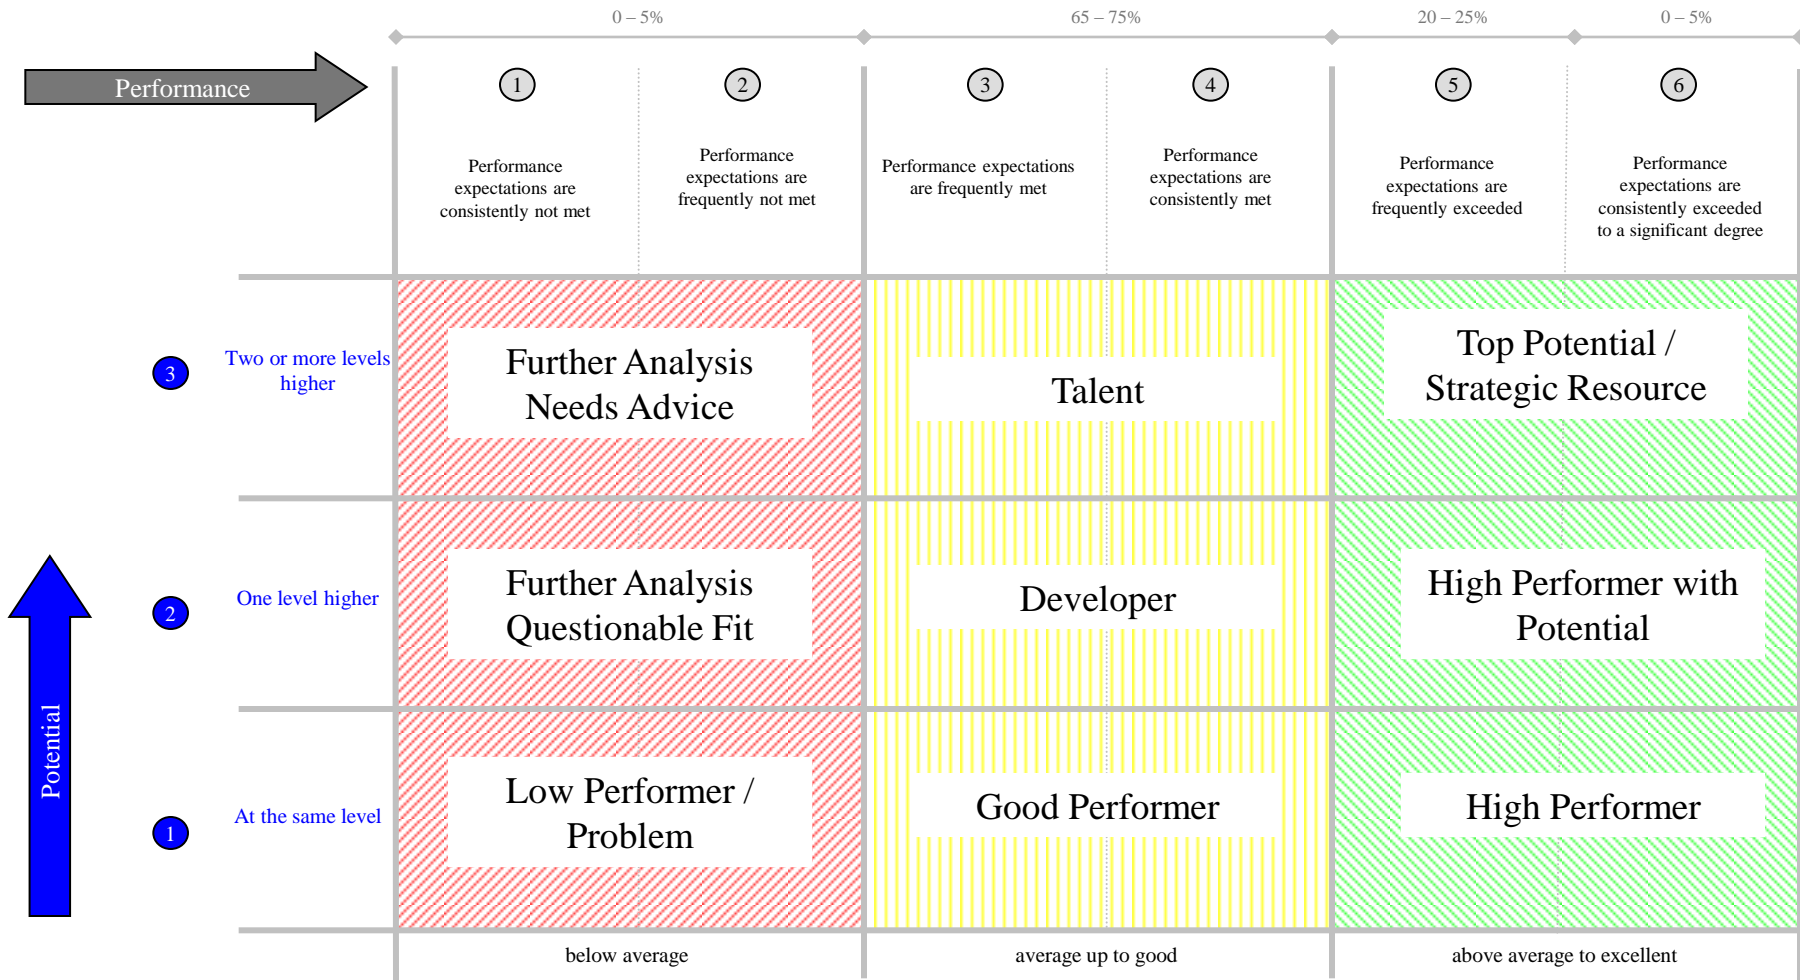 0 – 5%
65 – 75%
20 – 25%
0 – 5%
Performance
1
2
3
4
5
6
Performance
expectations are
consistently not met
Performance
expectations are
frequently not met
Performance expectations
are frequently met
Performance
expectations are
consistently met
Performance
expectations are
frequently exceeded
Performance
expectations are
consistently exceeded
to a significant degree
3
Two or more levels
higher
Further Analysis
Needs Advice
Talent
Top Potential /
Strategic Resource
Potential
2
One level higher
Further Analysis
Questionable Fit
Developer
High Performer with
Potential
1
At the same level
Low Performer /
Problem
Good Performer
High Performer
below average
average up to good
above average to excellent